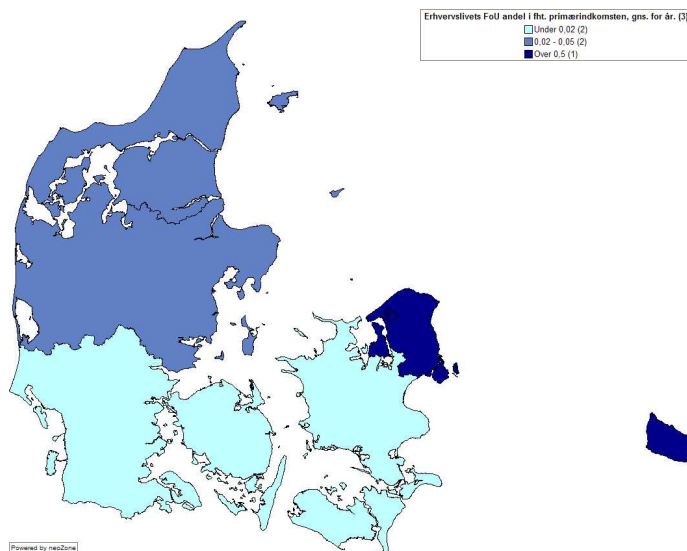 Erhvervslivets FoU andel i fht. primærindkomsten, gns. for år. (3)
Under 0,02 (2)
0,02 - 0,05 (2)
Over 0,5 (1)
Powered by neoZone